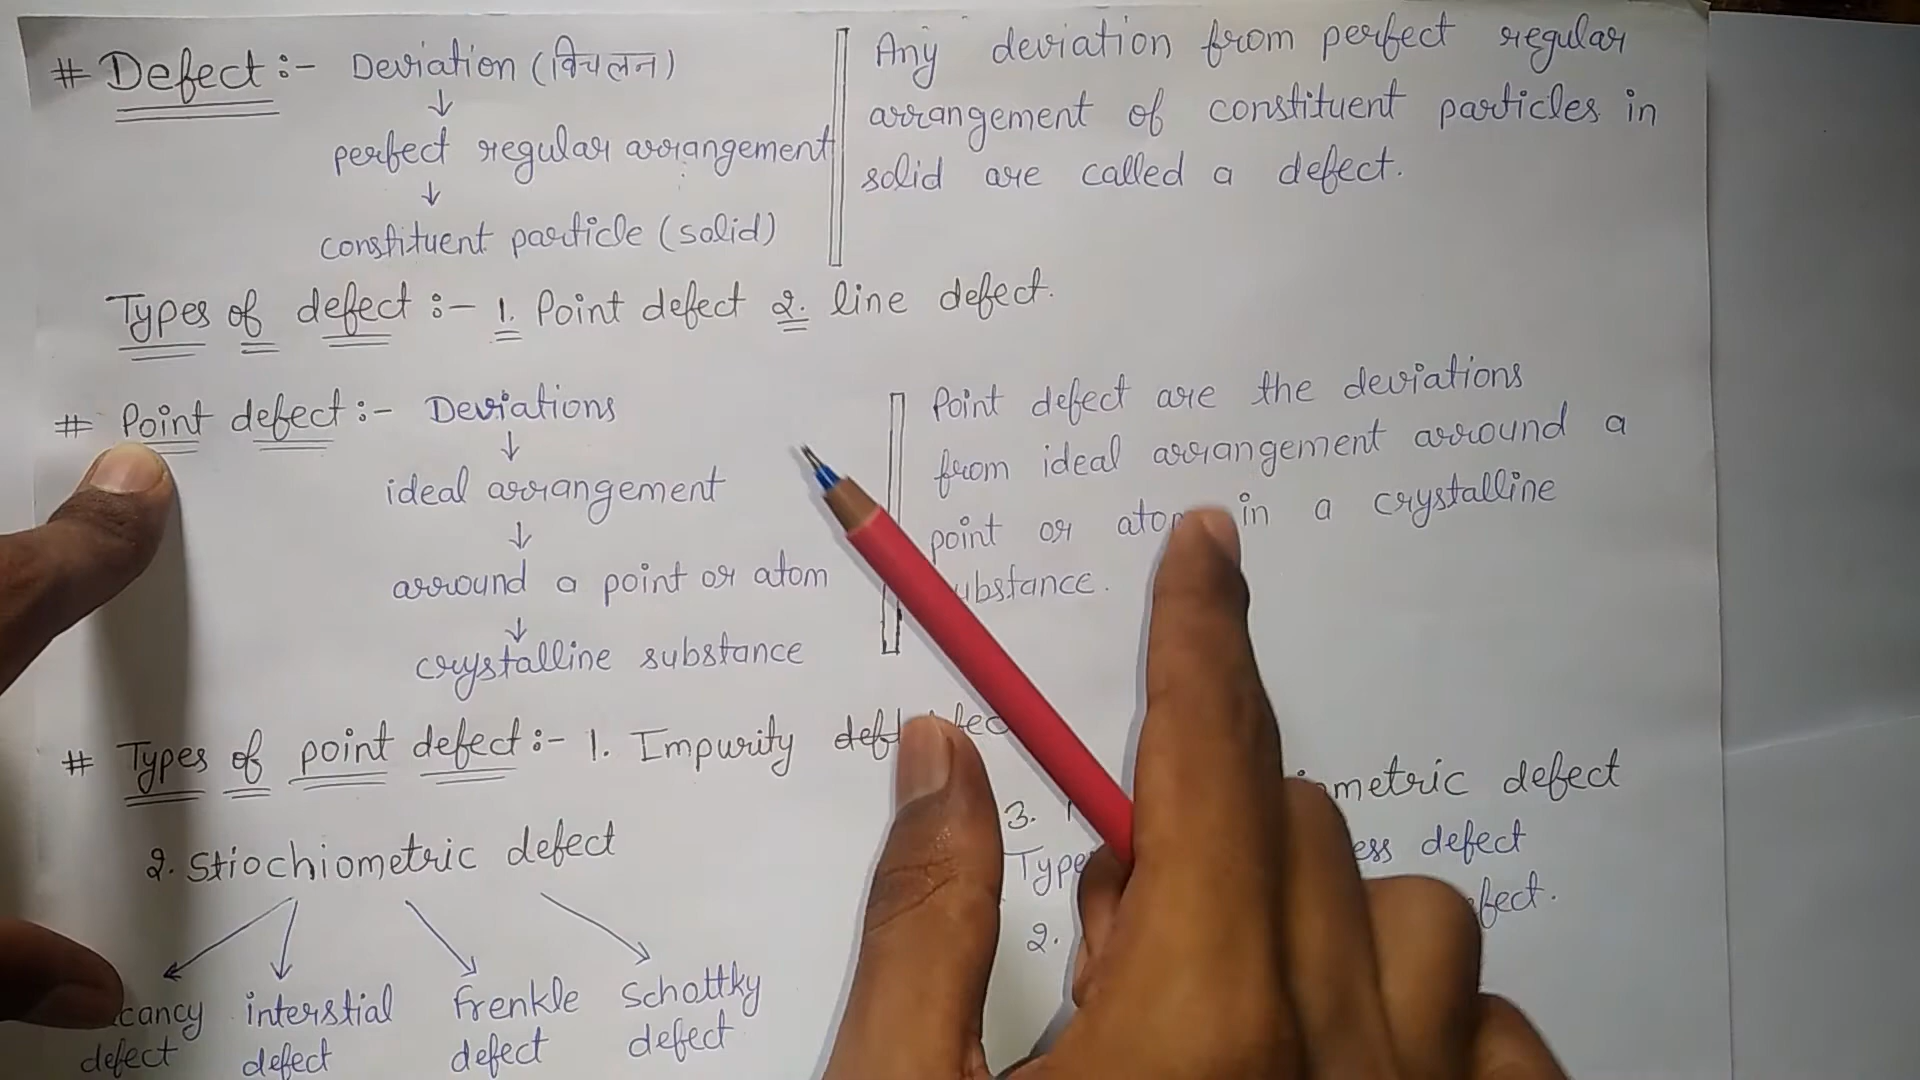 # Defect :- Deviation (विचलन)
↓
perfect regular arrangement
↓
constituent particle (solid)
Any deviation from perfect regular
arrangement of constituent particles in
solid are called a defect.
Types of defect :- 1. Point defect 2. line defect.
# Point defect :- Deviations
↓
ideal arrangement
↓
arround a point or atom
↓
crystalline substance
Point defect are the deviations
from ideal arrangement arround a
point or in a crystalline
# Types of point defect :- 1. Impurity
2. Stiochiometric defect
defect
interstial
defect
Frenkle
defect
Schottky
defect
3. defect
defect
2.